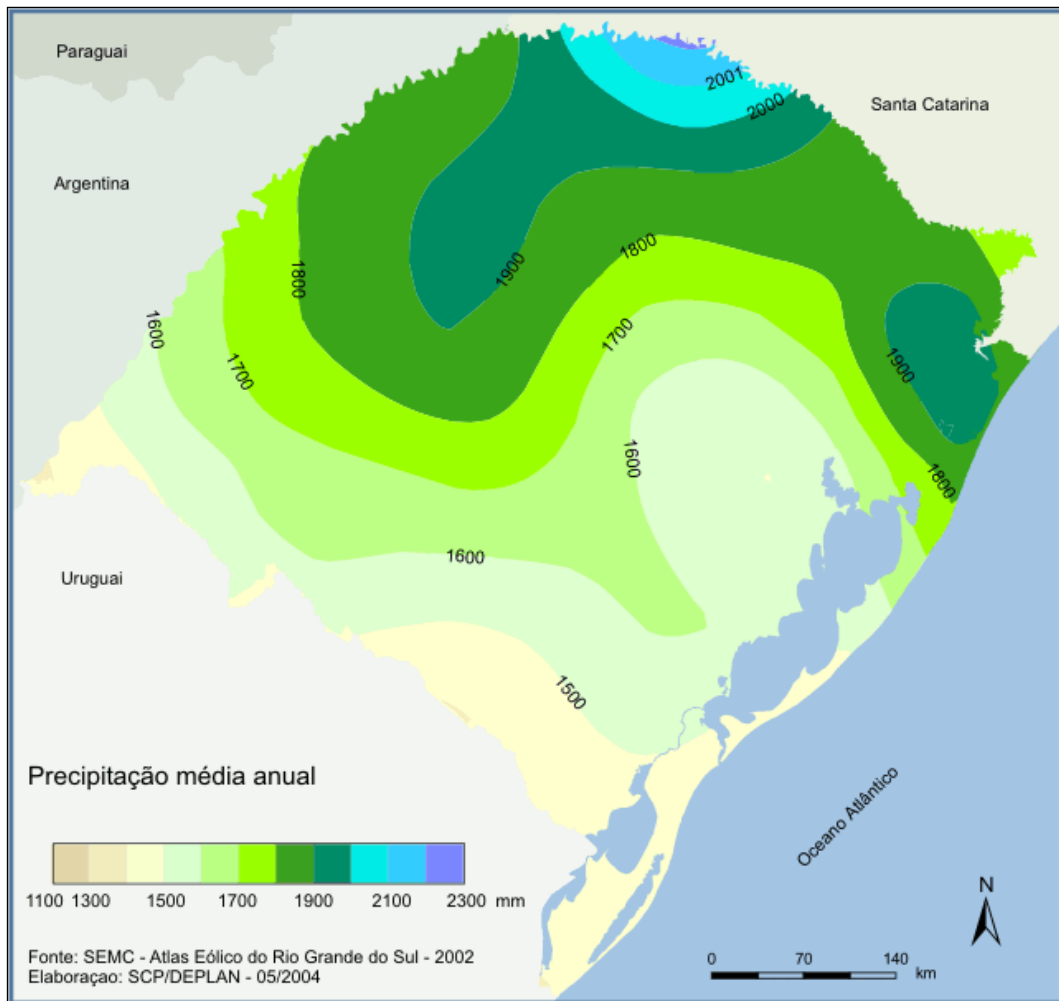 Paraguai
2001
2000
Santa Catarina
Argentina
1800
1900
1800
1600
1700
1700
1900
1600
1800
1600
Uruguai
1500
Precipitação média anual
Oceano Atlântico
1100 1300 1500 1700 1900 2100 2300 mm
N
Fonte: SEMC - Atlas Eólico do Rio Grande do Sul - 2002
Elaboraçao: SCP/DEPLAN - 05/2004
0 70 140
km